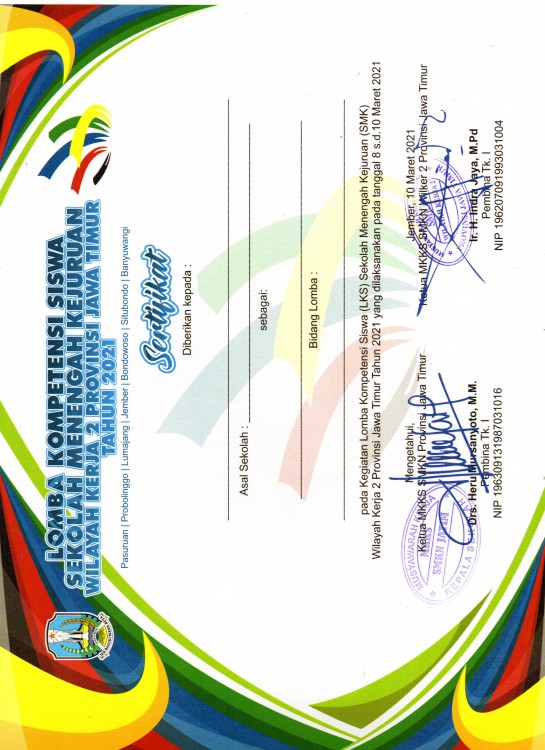 LOMBA KOMPETENSI SISWA
SEKOLAH MENENGAH KEJURUAN
WILAYAH KERJA 2 PROVINSI JAWA TIMUR
TAHUN 2021
Pasuruan | Probolinggo | Lumajang | Jember | Bondowoso | Situbondo | Banyuwangi
Sertifikat
Diberikan kepada :
Asal Sekolah :
sebagai:
Bidang Lomba :
pada Kegiatan Lomba Kompetensi Siswa (LKS) Sekolah Menengah Kejuruan (SMK)
Wilayah Kerja 2 Provinsi Jawa Timur Tahun 2021 yang dilaksanakan pada tanggal 8 s.d.10 Maret 2021
Mengetahui,
Ketua MKKS SMKN Provinsi Jawa Timur
MUSYAWARAH KERJA
MKKS
SMKN JATIM
KEPALA SEKOLAH
Drs. Heru Mursanyoto, M.M.
Pembina Tk. I
NIP 196309131987031016
Jember, 10 Maret 2021
Ketua MKKS SMKN Wilker 2 Provinsi Jawa Timur
Ir. H. Indra Jaya, M.Pd
Pembina Tk. I
NIP 196207091993031004